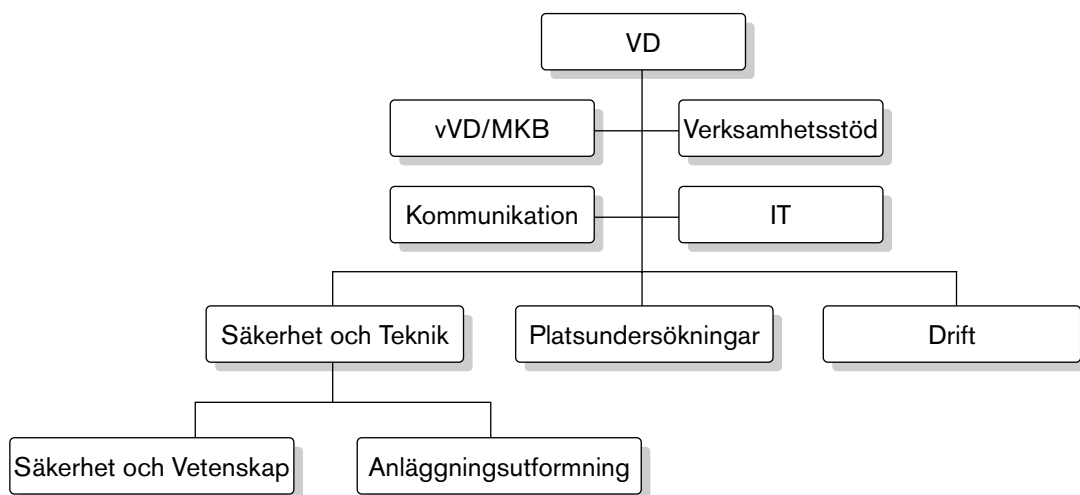 VD
vVD/MKB
Verksamhetsstöd
Kommunikation
IT
Säkerhet och Teknik
Platsundersökningar
Drift
Säkerhet och Vetenskap
Anläggningsutformning